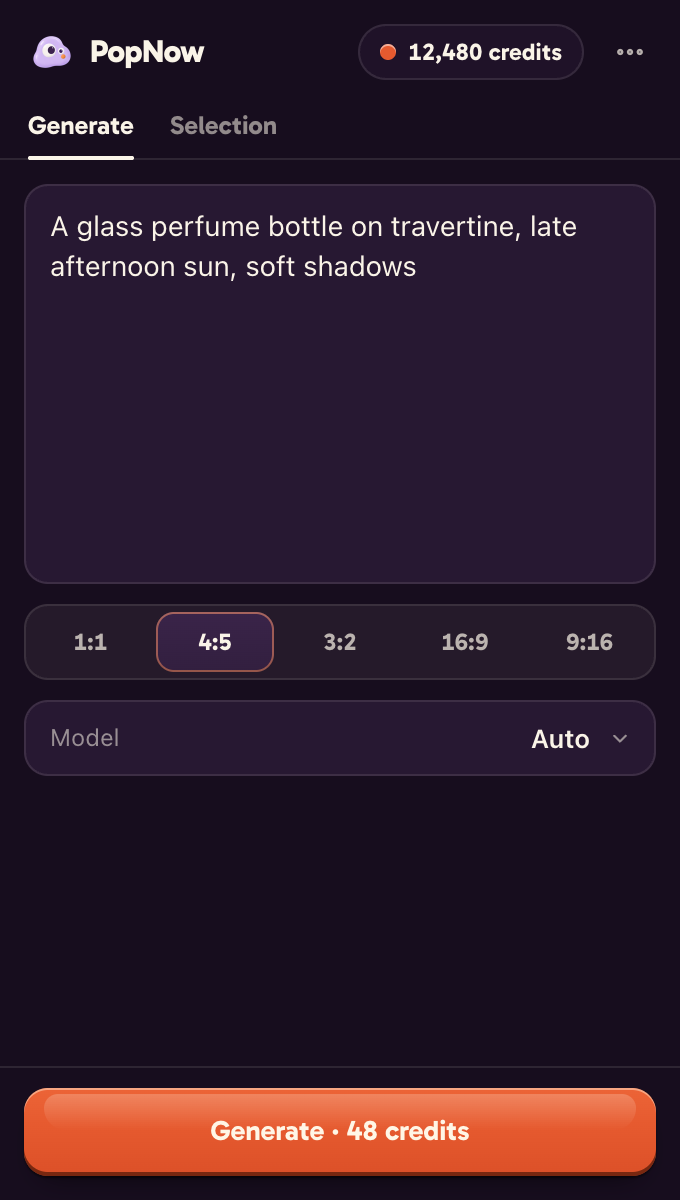 PopNow
12,480 credits
Generate
Selection
A glass perfume bottle on travertine, late
afternoon sun, soft shadows
1:1
4:5
3:2
16:9
9:16
Model
Auto
Generate · 48 credits